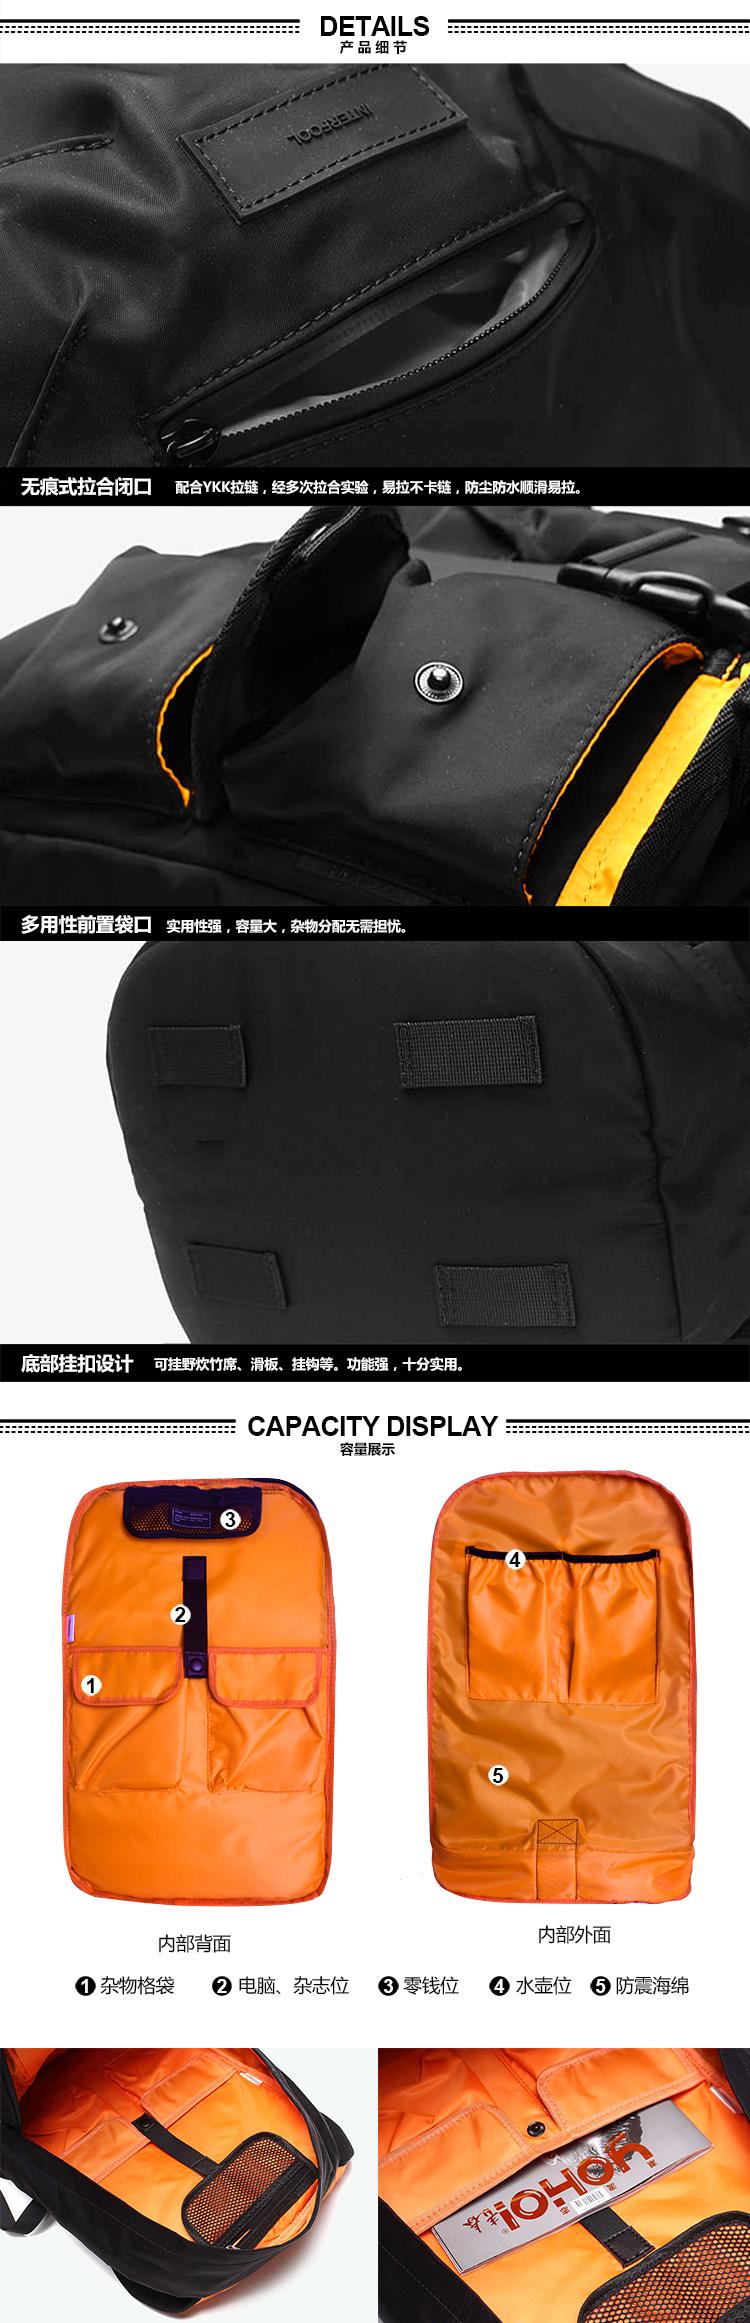 DETAILS
产品细节
INTERFOOL
无痕式拉合闭口 配合YKK拉链，经多次拉合实验，易拉不卡链，防尘防水顺滑易拉。
多用性前置袋口 实用性强，容量大，杂物分配无需担忧。
底部挂扣设计 可挂野炊竹席、滑板、挂钩等。功能强，十分实用。
CAPACITY DISPLAY
容量展示
3
4
2
1
5
内部背面
内部外面
1 杂物格袋 2 电脑、杂志位 3 零钱位 4 水壶位 5 防震海绵
YOHO!